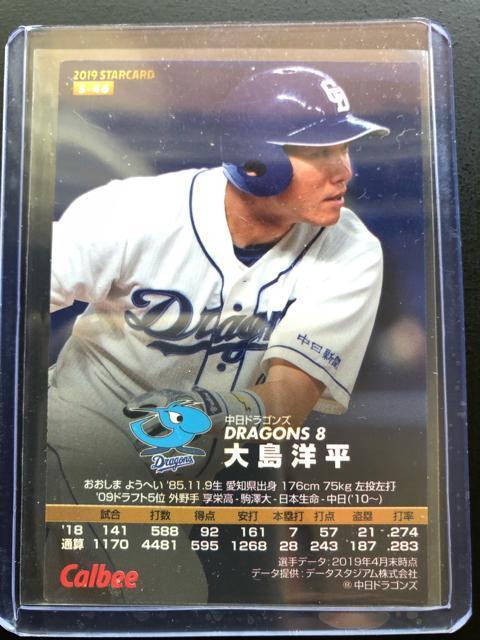 2019 STARCARD
S-46
Dragons
中日新聞
Dragons
中日ドラゴンズ
DRAGONS 8
大島洋平
おおしま ようへい '85.11.9生 愛知県出身 176cm 75kg 左投左打
'09ドラフト5位 外野手 享栄高-駒澤大-日本生命-中日('10～)
試合 打数 得点 安打 本塁打 打点 盗塁 打率
'18 141 588 92 161 7 57 21 .274
通算 1170 4481 595 1268 28 243 187 .283
選手データ:2019年4月末時点
Calbee
データ提供:データスタジアム株式会社
中日ドラゴンズ